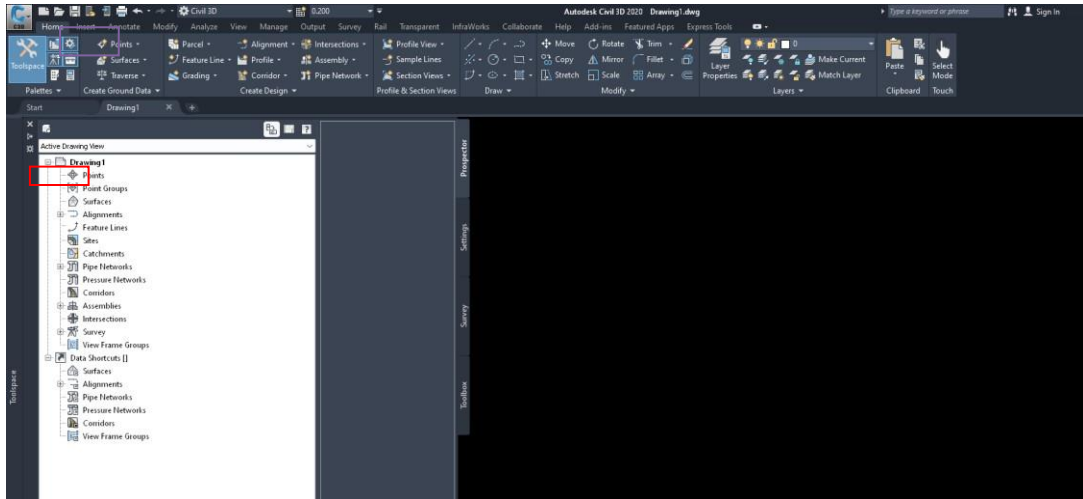 Civil 3D 0.200 Autodesk Civil 3D 2020 Drawing1.dwg Type a keyword or phrase Sign In
Home Insert Annotate Modify Analyze View Manage Output Survey Rail Transparent InfraWorks Collaborate Help Add-ins Featured Apps Express Tools
Points Parcel Alignment Intersections Profile View Move Rotate Trim 0
Surfaces Feature Line Profile Assembly Sample Lines Copy Mirror Fillet Make Current
Toolspace Traverse Grading Corridor Pipe Network Section Views Stretch Scale Array Layer Properties Match Layer Paste Select Mode
Palettes Create Ground Data Create Design Profile & Section Views Draw Modify Layers Clipboard Touch
Start Drawing1
Active Drawing View
Drawing1
Points
Point Groups
Surfaces
Alignments
Feature Lines
Sites
Catchments
Pipe Networks
Pressure Networks
Corridors
Assemblies
Intersections
Survey
View Frame Groups
Data Shortcuts []
Surfaces
Alignments
Pipe Networks
Pressure Networks
Corridors
View Frame Groups
Toolspace
Prospector
Settings
Survey
Toolbox